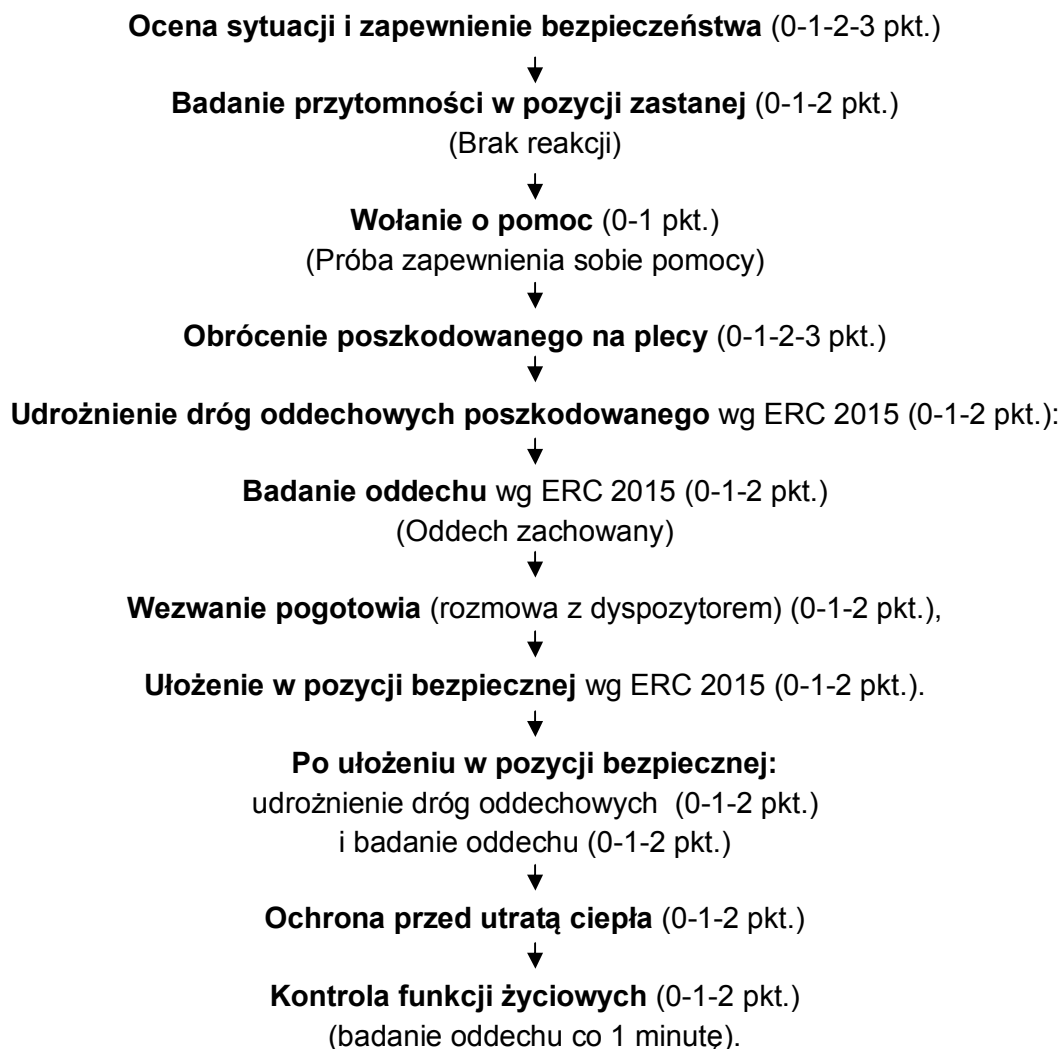 Ocena sytuacji i zapewnienie bezpieczeństwa (0-1-2-3 pkt.)
Badanie przytomności w pozycji zastanej (0-1-2 pkt.)
(Brak reakcji)
Wołanie o pomoc (0-1 pkt.)
(Próba zapewnienia sobie pomocy)
Obrócenie poszkodowanego na plecy (0-1-2-3 pkt.)
Udrożnienie dróg oddechowych poszkodowanego wg ERC 2015 (0-1-2 pkt.):
Badanie oddechu wg ERC 2015 (0-1-2 pkt.)
(Oddech zachowany)
Wezwanie pogotowia (rozmowa z dyspozytorem) (0-1-2 pkt.),
Ułożenie w pozycji bezpiecznej wg ERC 2015 (0-1-2 pkt.).
Po ułożeniu w pozycji bezpiecznej:
udrożnienie dróg oddechowych (0-1-2 pkt.)
i badanie oddechu (0-1-2 pkt.)
Ochrona przed utratą ciepła (0-1-2 pkt.)
Kontrola funkcji życiowych (0-1-2 pkt.)
(badanie oddechu co 1 minutę).